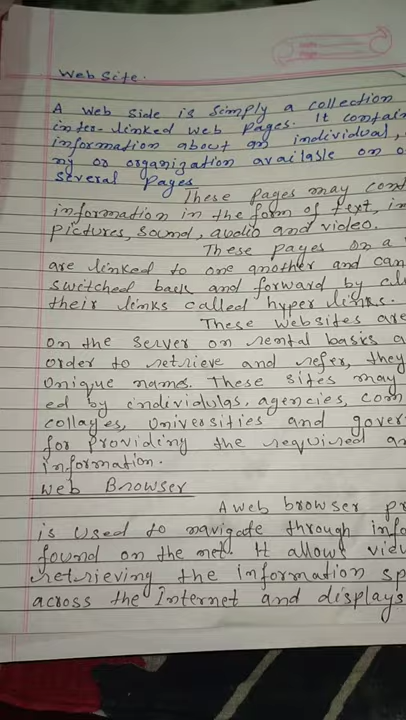 Web Site.
A Web Side is Simply a collection
inter-linked web pages. It contain
information about an individual,
ny or organization available on o
Several Pages
These Pages may cont
information in the form of text, i
pictures, sound, audio and video.
These pages on a
are linked to one another and can
switched back and forward by cli
their links called hyper links.
These Websites are
on the Server on rental basis a
order to retrieve and refer, they
Unique names. These sites may
ed by individulas, agencies, com
collages, Universities and gover
for providing the required an
information.
Web Browser
A web browser pr
is used to navigate through info
found on the net. It allows vidu
retrieving the information sp
across the Internet and displays